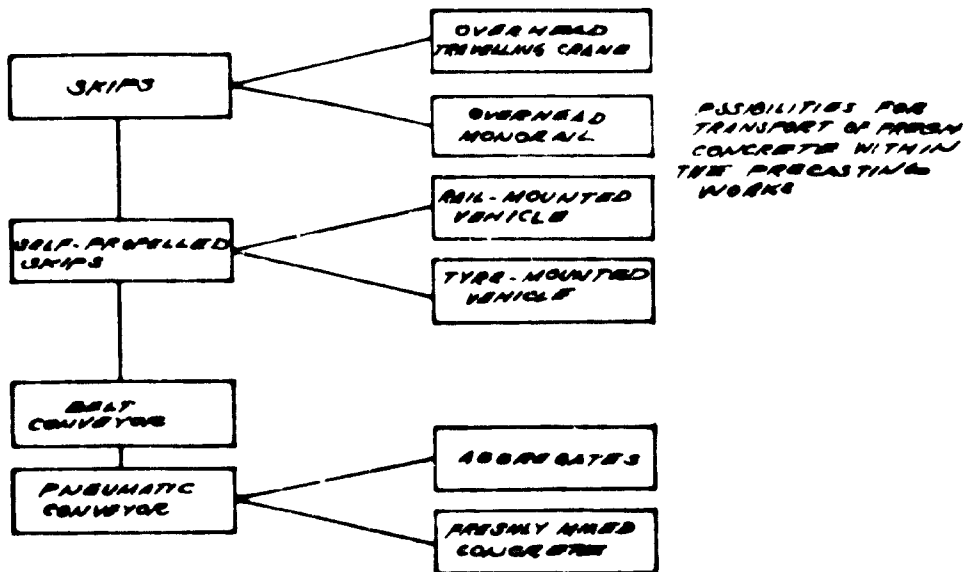 OVERHEAD
TRAVELLING CRANE
SKIPS
OVERHEAD
MONORAIL
POSSIBILITIES FOR
TRANSPORT OF FRESH
CONCRETE WITHIN
THE PRECASTING
WORKS
RAIL-MOUNTED
VEHICLE
SELF-PROPELLED
SKIPS
TYRE-MOUNTED
VEHICLE
BELT
CONVEYOR
AGGREGATES
PNEUMATIC
CONVEYOR
FRESHLY MIXED
CONCRETE